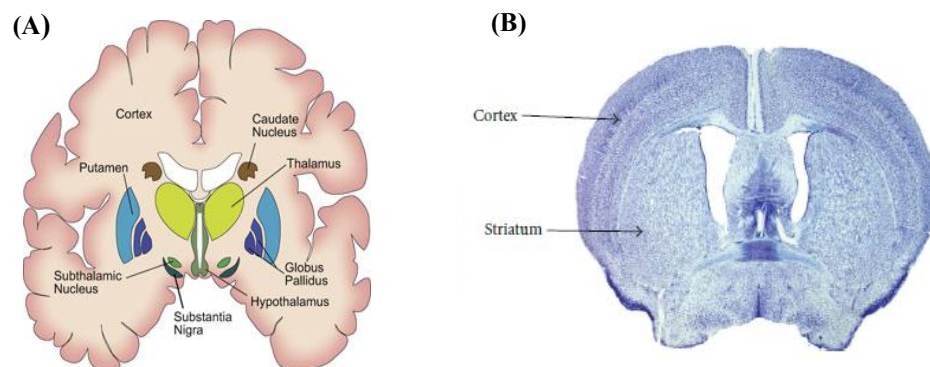 (A)
Cortex
Caudate
Nucleus
Putamen
Thalamus
Subthalamic
Nucleus
Globus
Pallidus
Hypothalamus
Substantia
Nigra
(B)
Cortex
Striatum